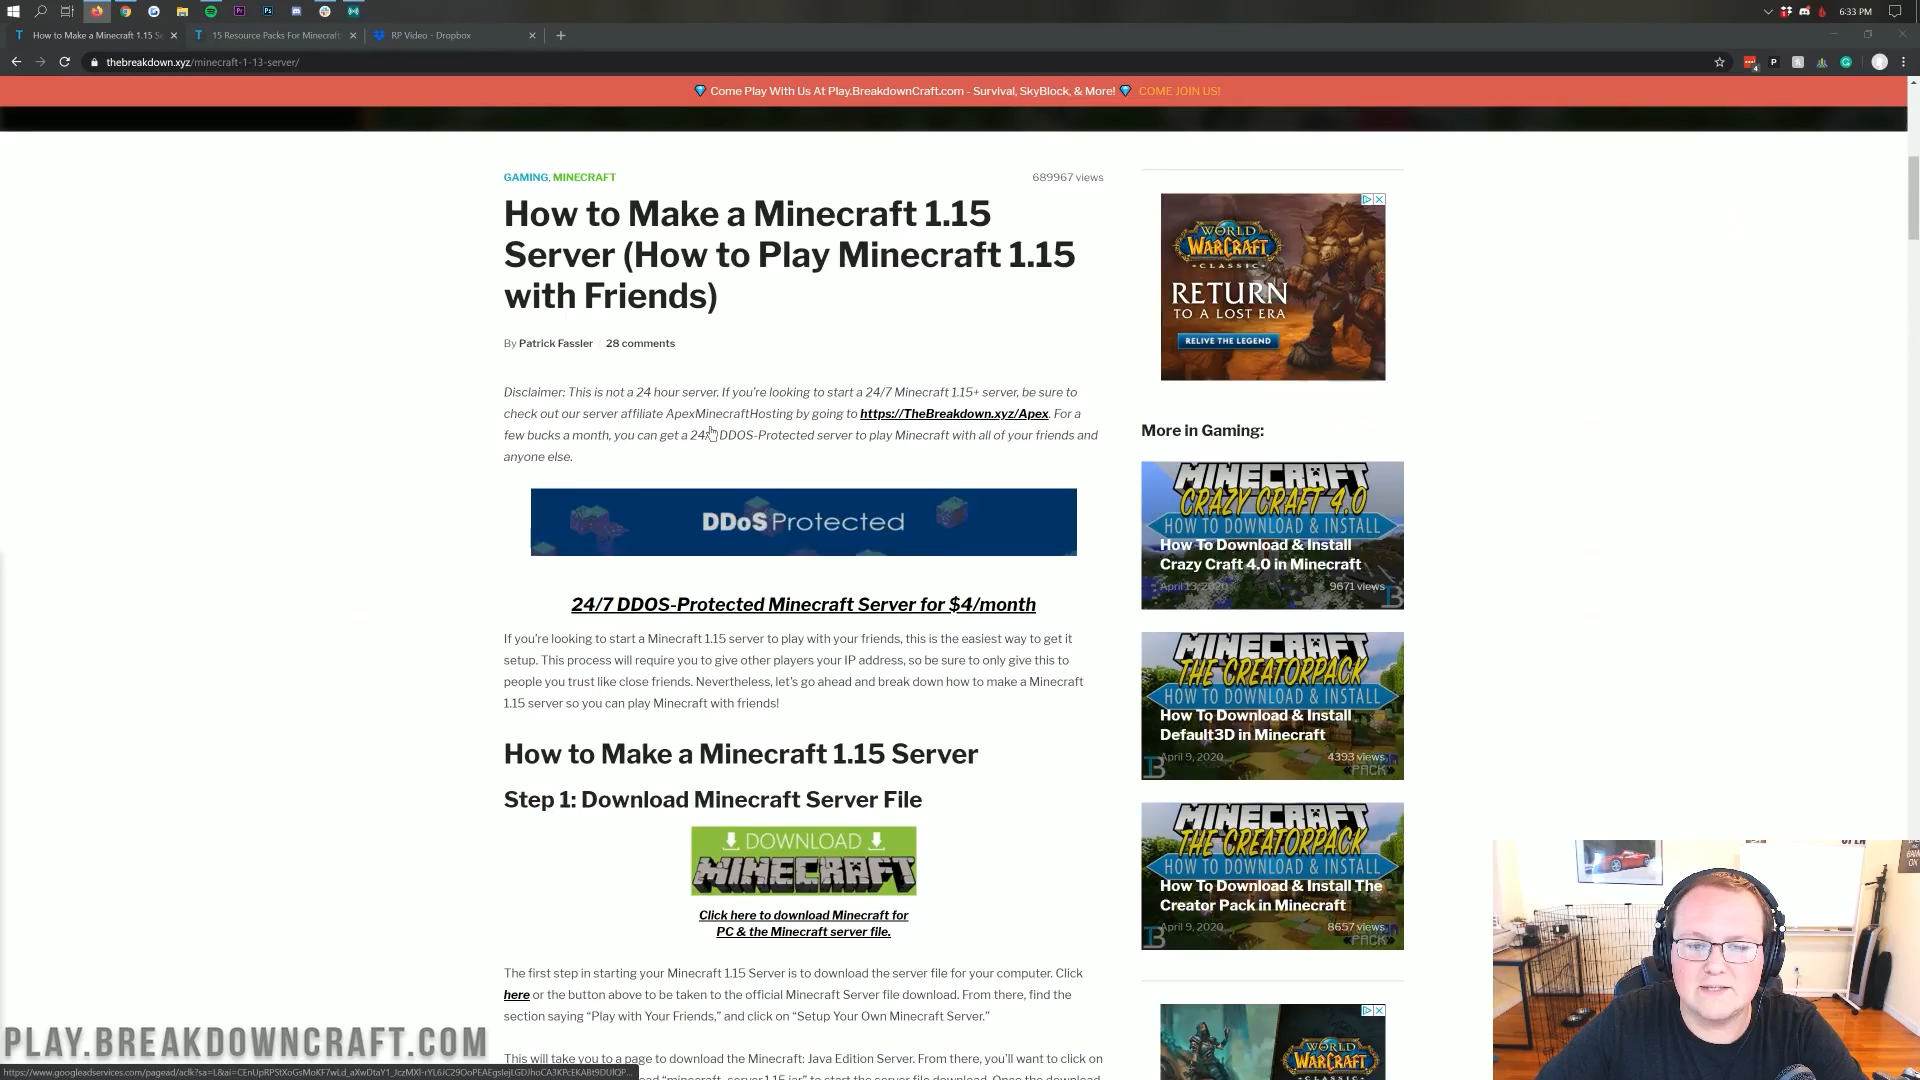 6:33 PM
How to Make a Minecraft 1.15 Se
15 Resource Packs For Minecraft
RP Video - Dropbox
thebreakdown.xyz/minecraft-1-13-server/
Come Play With Us At Play.BreakdownCraft.com - Survival, SkyBlock, & More! COME JOIN US!
GAMING, MINECRAFT
689967 views
How to Make a Minecraft 1.15
Server (How to Play Minecraft 1.15
with Friends)
By Patrick Fassler / 28 comments
Disclaimer: This is not a 24 hour server. If you're looking to start a 24/7 Minecraft 1.15+ server, be sure to
check out our server affiliate ApexMinecraftHosting by going to https://TheBreakdown.xyz/Apex. For a
few bucks a month, you can get a 24/7 DDOS-Protected server to play Minecraft with all of your friends and
anyone else.
DDoS Protected
24/7 DDOS-Protected Minecraft Server for $4/month
If you're looking to start a Minecraft 1.15 server to play with your friends, this is the easiest way to get it
setup. This process will require you to give other players your IP address, so be sure to only give this to
people you trust like close friends. Nevertheless, let's go ahead and break down how to make a Minecraft
1.15 server so you can play Minecraft with friends!
How to Make a Minecraft 1.15 Server
Step 1: Download Minecraft Server File
DOWNLOAD
MINECRAFT
Click here to download Minecraft for
PC & the Minecraft server file.
The first step in starting your Minecraft 1.15 Server is to download the server file for your computer. Click
here or the button above to be taken to the official Minecraft Server file download. From there, find the
section saying “Play with Your Friends,” and click on “Setup Your Own Minecraft Server.”
This will take you to a page to download the Minecraft: Java Edition Server. From there, you'll want to click on
"minecraft_server.1.15.jar" to start the server file download. Once the download
WORLD
WARCRAFT
CLASSIC
RETURN
TO A LOST ERA
RELIVE THE LEGEND
More in Gaming:
MINECRAFT
CRAZY CRAFT 4.0
HOW TO DOWNLOAD & INSTALL
How To Download & Install
Crazy Craft 4.0 in Minecraft
April 13, 2020
9671 views
MINECRAFT
THE CREATORPACK
HOW TO DOWNLOAD & INSTALL
How To Download & Install
Default3D in Minecraft
April 9, 2020
4393 views
MINECRAFT
THE CREATORPACK
HOW TO DOWNLOAD & INSTALL
How To Download & Install The
Creator Pack in Minecraft
April 9, 2020
8657 views
WORLD
WARCRAFT
PLAY.BREAKDOWNCRAFT.COM